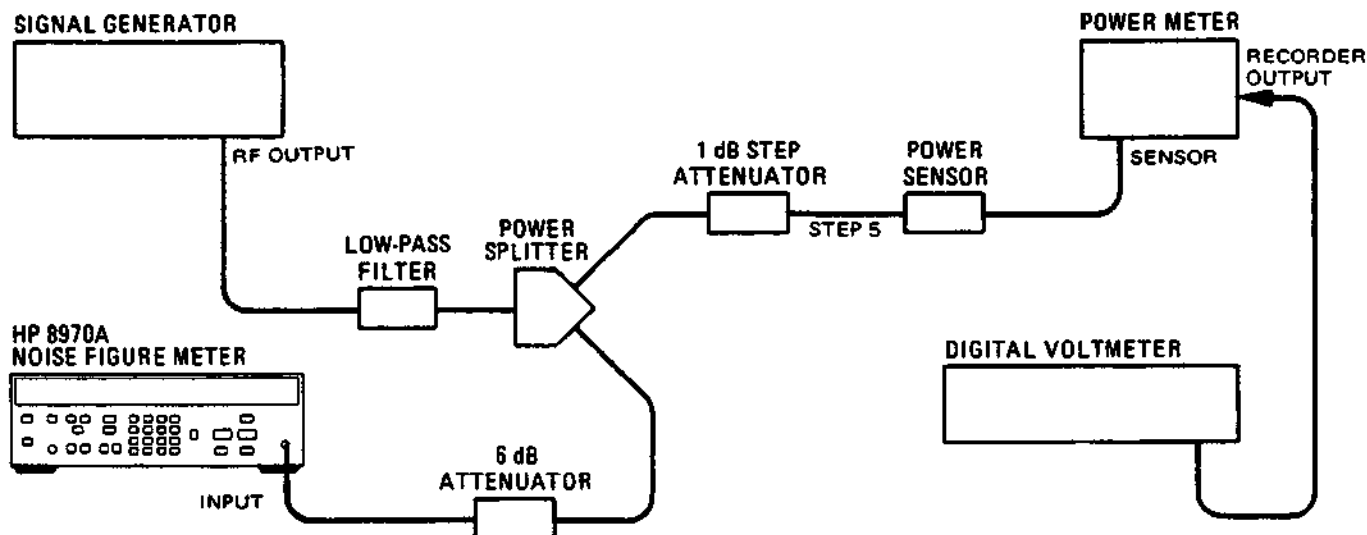 SIGNAL GENERATOR
RF OUTPUT
POWER METER
RECORDER
OUTPUT
SENSOR
1 dB STEP
ATTENUATOR
STEP 5
POWER
SENSOR
LOW-PASS
FILTER
POWER
SPLITTER
HP 8970A
NOISE FIGURE METER
INPUT
6 dB
ATTENUATOR
DIGITAL VOLTMETER